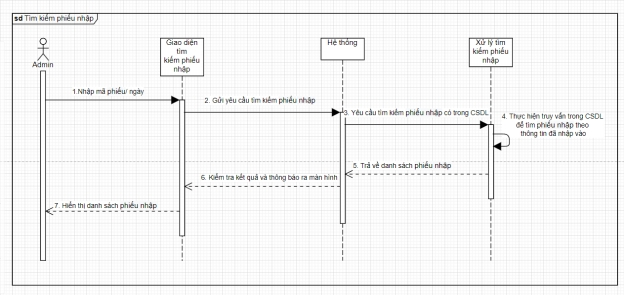 sd Tìm kiếm phiếu nhập
Giao diện
tìm
kiếm phiếu
nhập
Hệ thống
Xử lý tìm
kiếm phiếu
nhập
Admin
1.Nhập mã phiếu/ ngày
2. Gửi yêu cầu tìm kiếm phiếu nhập
3. Yêu cầu tìm kiếm phiếu nhập có trong CSDL
4. Thực hiện truy vấn trong CSDL
để tìm phiếu nhập theo
thông tin đã nhập vào
5. Trả về danh sách phiếu nhập
6. Kiểm tra kết quả và thông báo ra màn hình
7. Hiển thị danh sách phiếu nhập